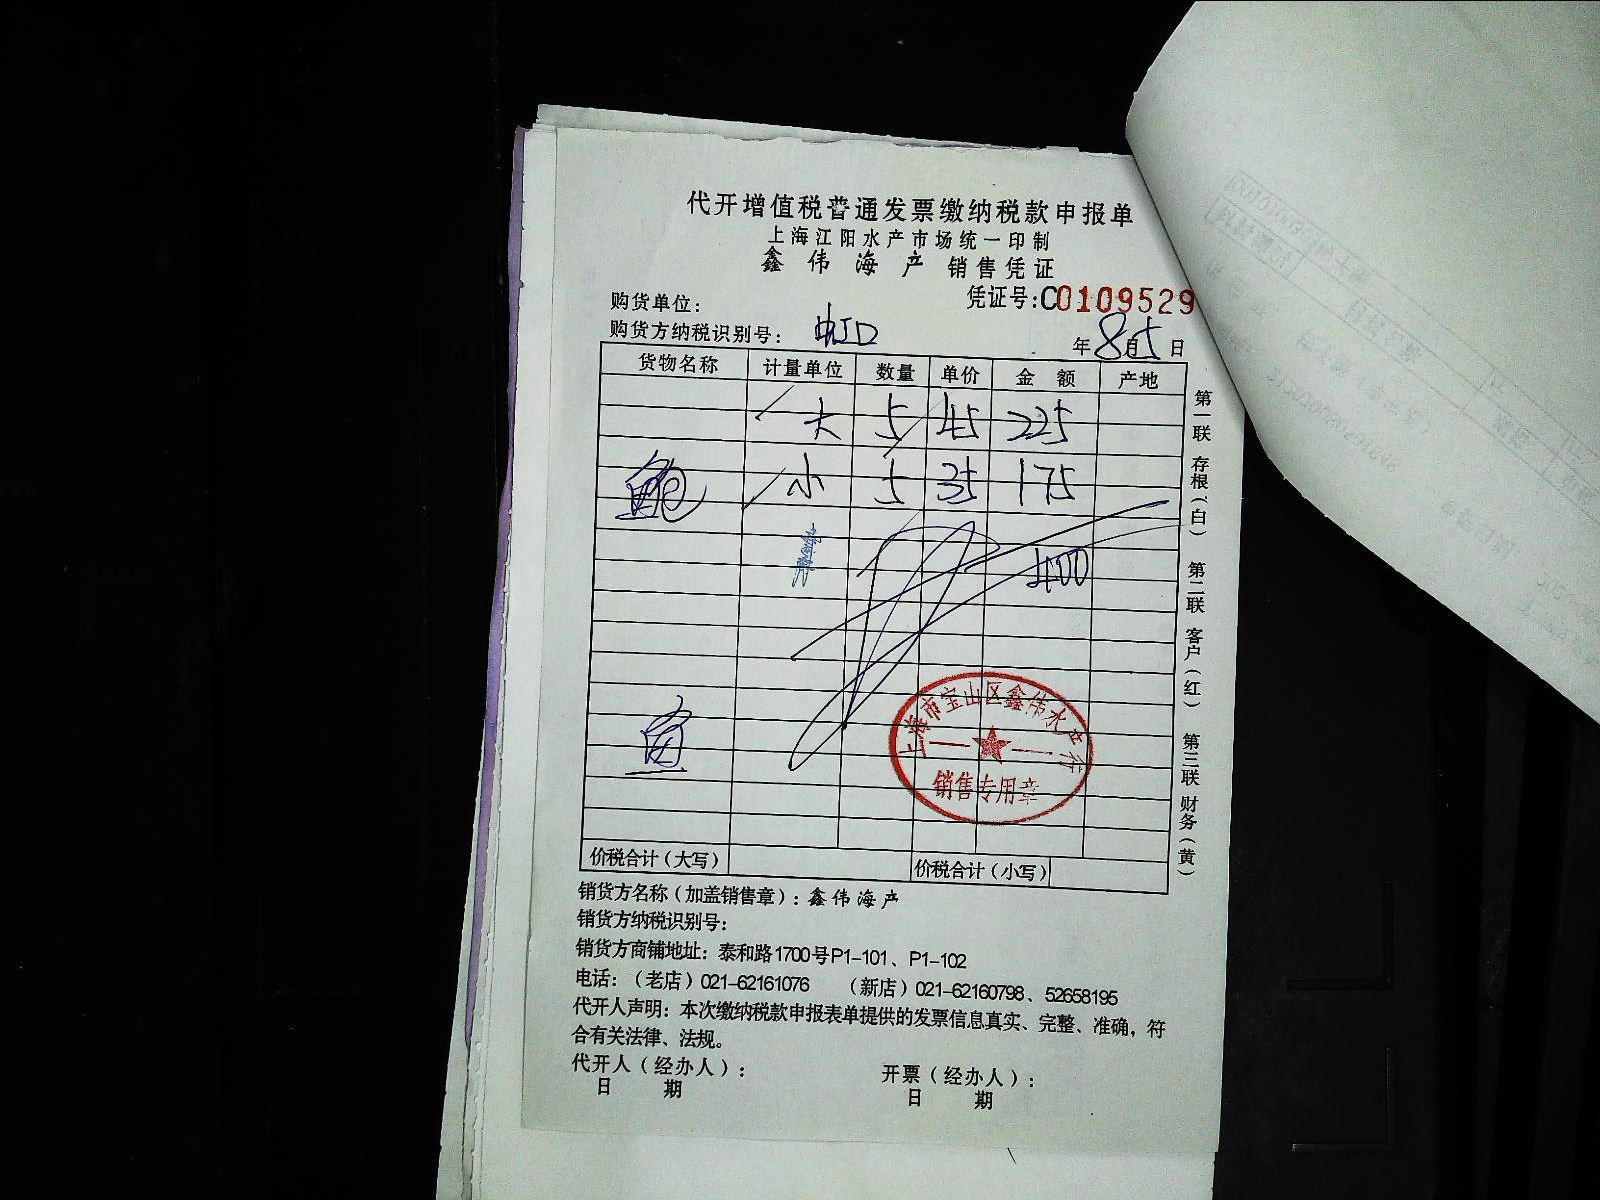 代开增值税普通发票缴纳税款申报单
上海江阳水产市场统一印制
鑫伟海产 销售凭证
购货单位:
凭证号:C0109529
购货方纳税识别号:
年8月5日
货物名称 计量单位 数量 单价 金额 产地
大 5 45 225
小 5 35 175
400
上海市宝山区鑫伟水产行
销售专用章
价税合计(大写) 价税合计(小写)
第一联 存根(白) 第二联 客户(红) 第三联 财务(黄)
销货方名称(加盖销售章):鑫伟海产
销货方纳税识别号:
销货方商铺地址:泰和路1700号P1-101、P1-102
电话:(老店)021-62161076 (新店)021-62160798、52658195
代开人声明:本次缴纳税款申报表单提供的发票信息真实、完整、准确,符
合有关法律、法规。
代开人(经办人): 开票(经办人):
日期 日期